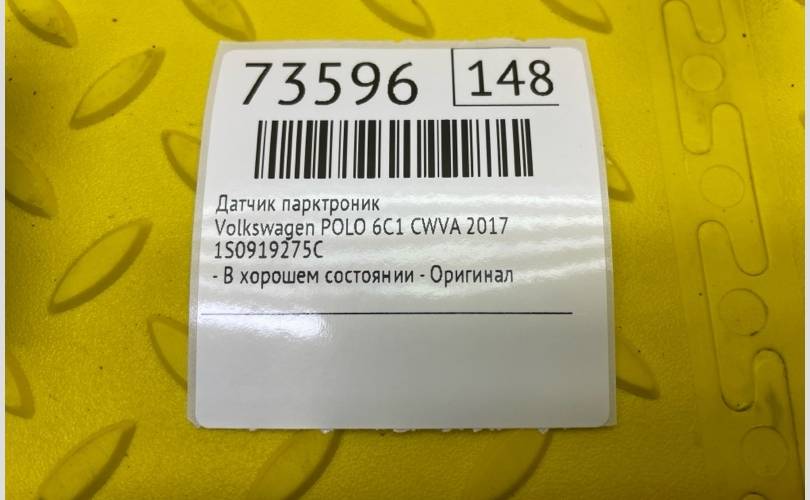 73596 148
Датчик парктроник
Volkswagen POLO 6C1 CWVA 2017
1S0919275C
- В хорошем состоянии - Оригинал